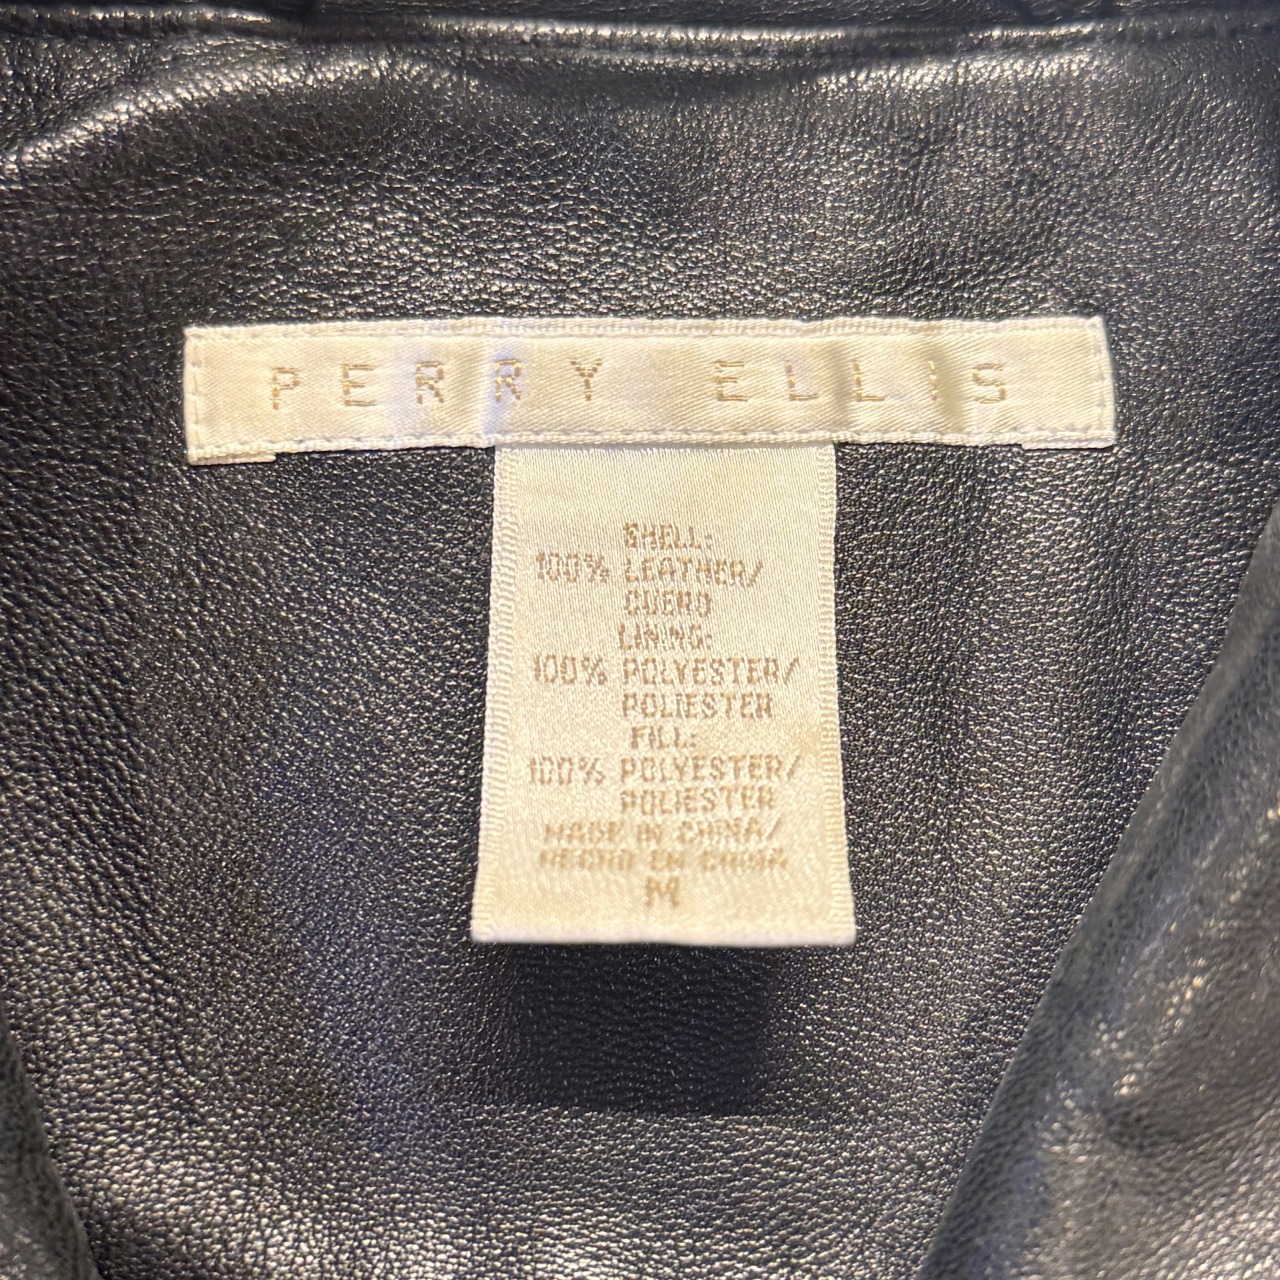 PERRY ELLIS
SHELL:
100% LEATHER/
CUERO
LINING:
100% POLYESTER/
POLIESTER
FILL:
100% POLYESTER/
POLIESTER
MADE IN CHINA/
HECHO EN CHINA
M